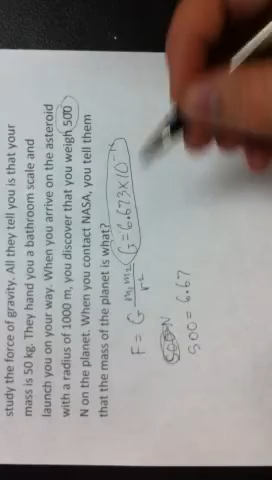 study the force of gravity. All they tell you is that your
mass is 50 kg. They hand you a bathroom scale and
launch you on your way. When you arrive on the asteroid
with a radius of 1000 m, you discover that you weigh 500
N on the planet. When you contact NASA, you tell them
that the mass of the planet is what? G=6.673×10⁻¹¹
F = G m₁m₂/r²
500N
500 = 6.67